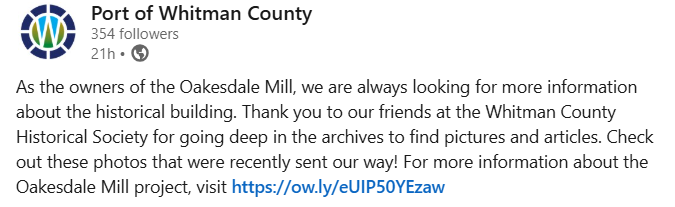 Port of Whitman County
354 followers
21h •
As the owners of the Oakesdale Mill, we are always looking for more information
about the historical building. Thank you to our friends at the Whitman County
Historical Society for going deep in the archives to find pictures and articles. Check
out these photos that were recently sent our way! For more information about the
Oakesdale Mill project, visit https://ow.ly/eUIP50YEzaw